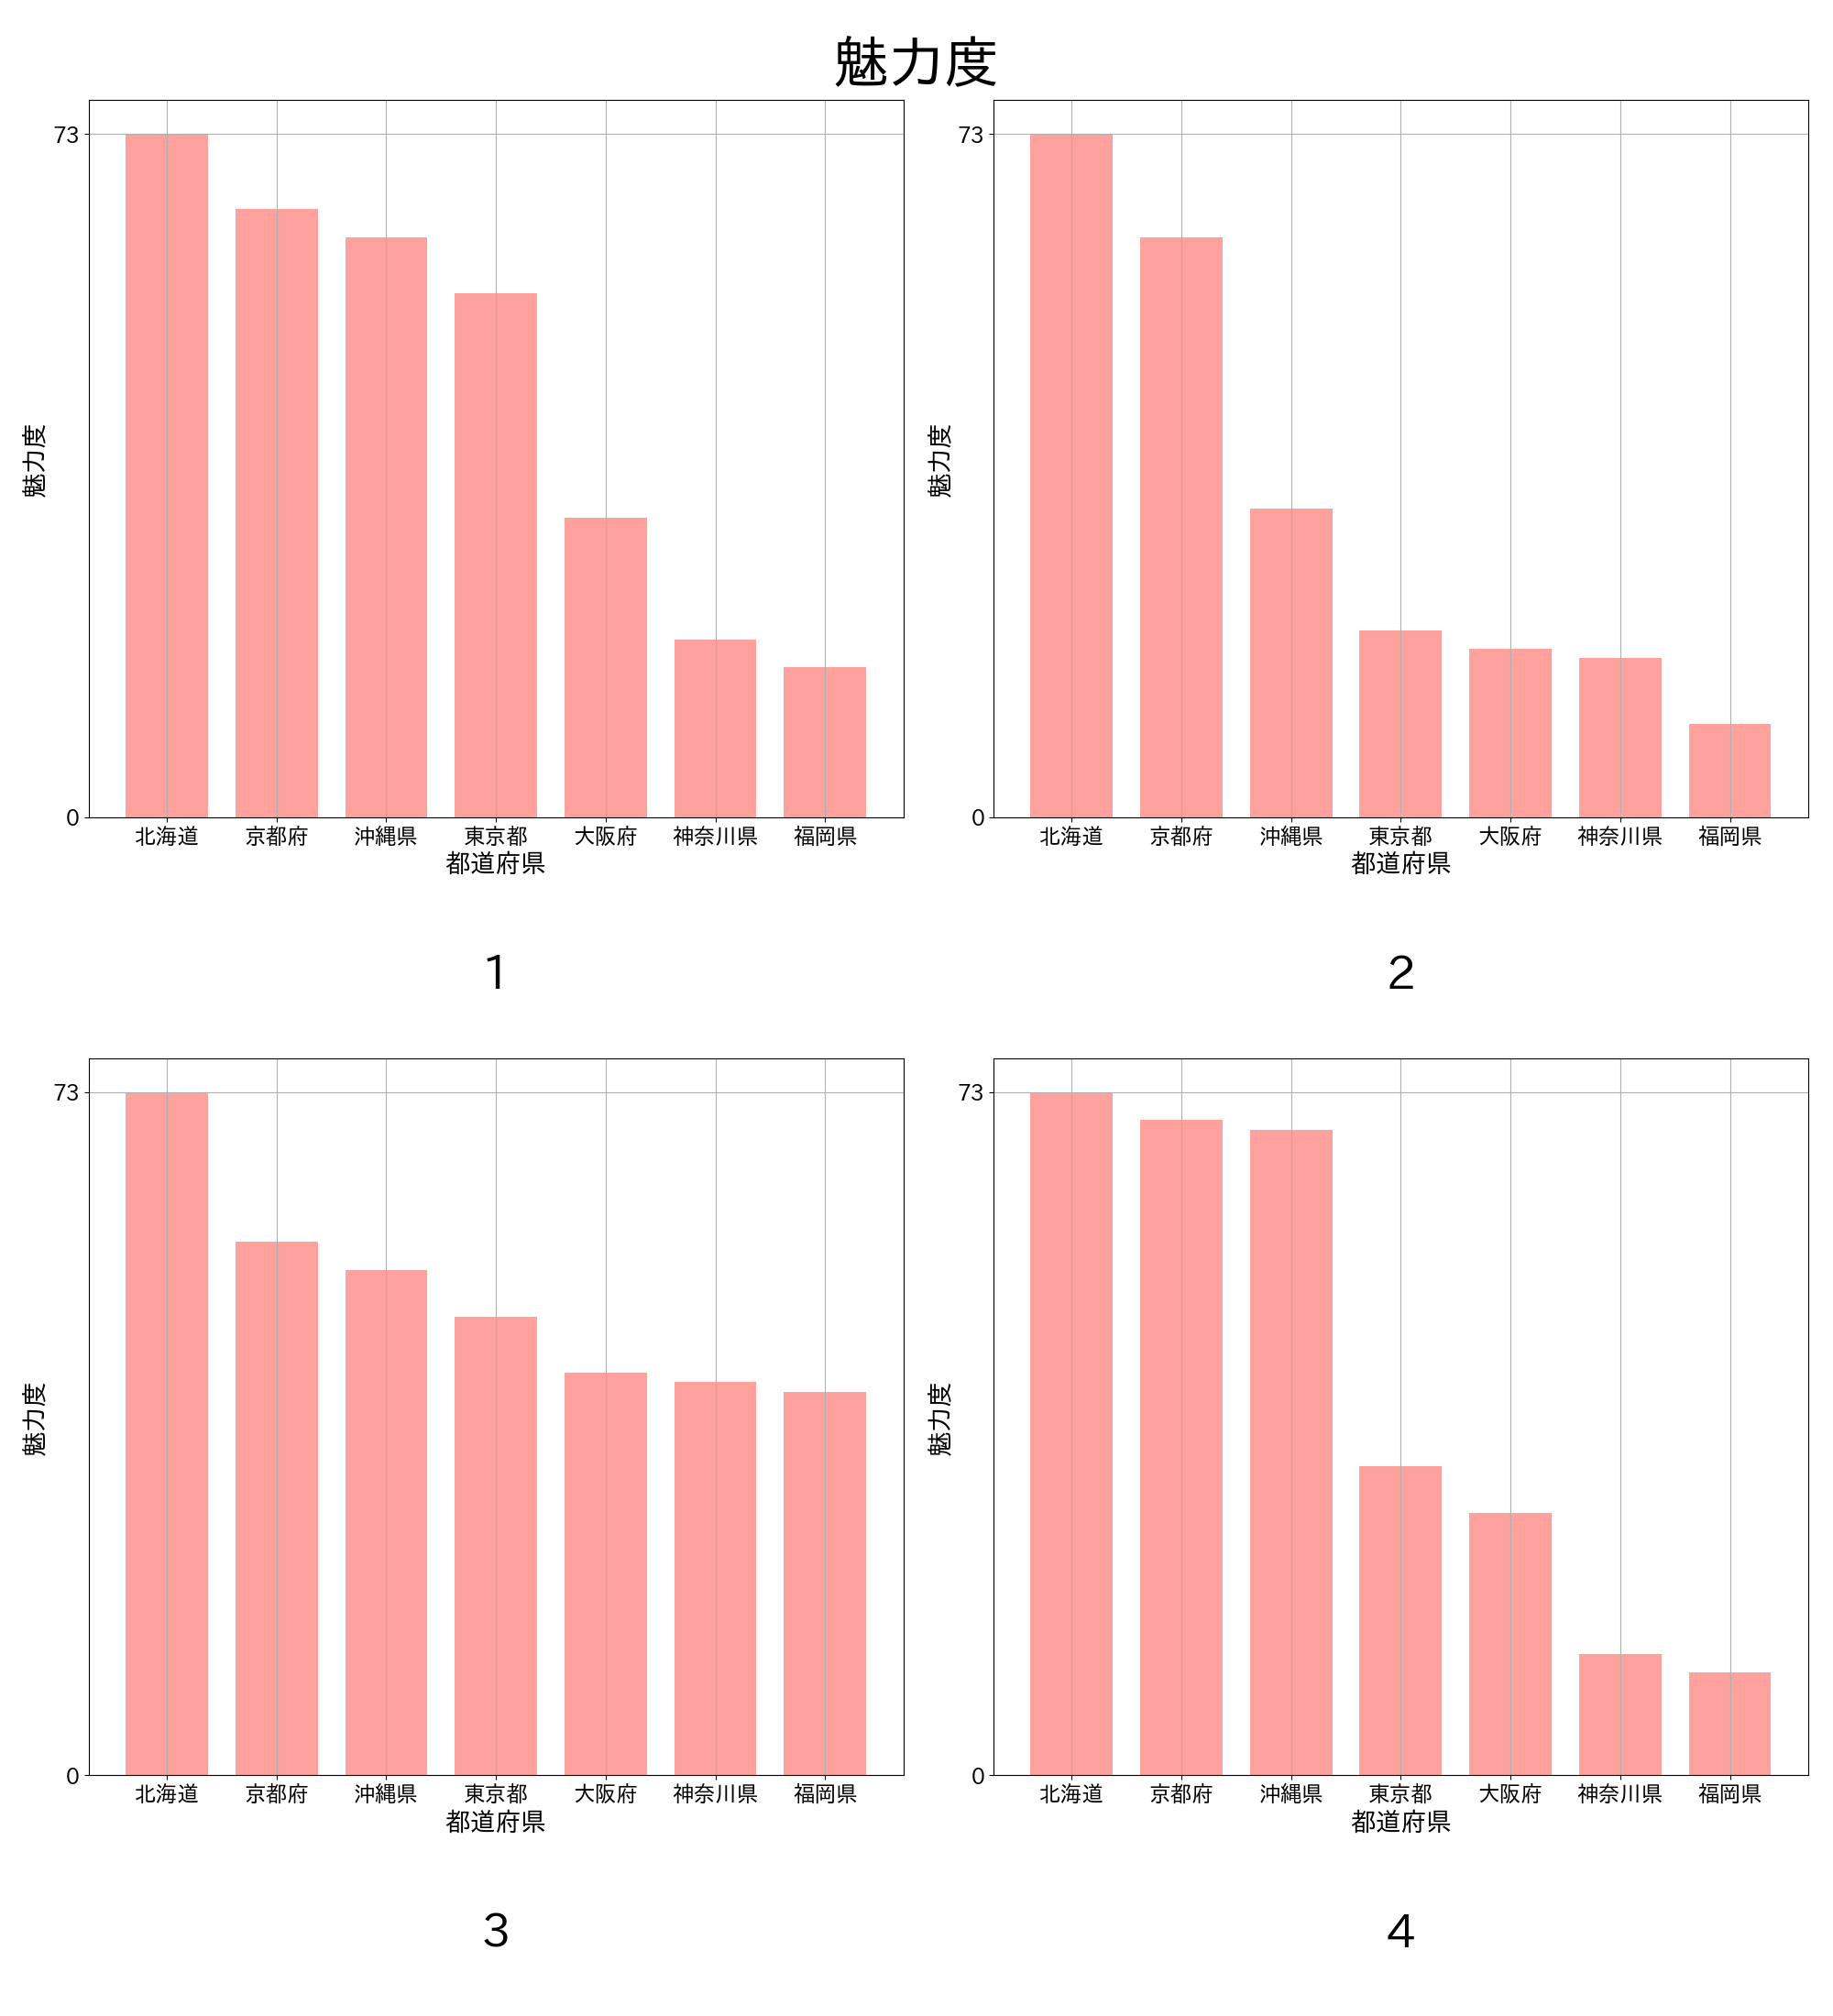 魅力度
73
0
魅力度
北海道 京都府 沖縄県 東京都 大阪府 神奈川県 福岡県
都道府県
1
73
0
魅力度
北海道 京都府 沖縄県 東京都 大阪府 神奈川県 福岡県
都道府県
2
73
0
魅力度
北海道 京都府 沖縄県 東京都 大阪府 神奈川県 福岡県
都道府県
3
73
0
魅力度
北海道 京都府 沖縄県 東京都 大阪府 神奈川県 福岡県
都道府県
4